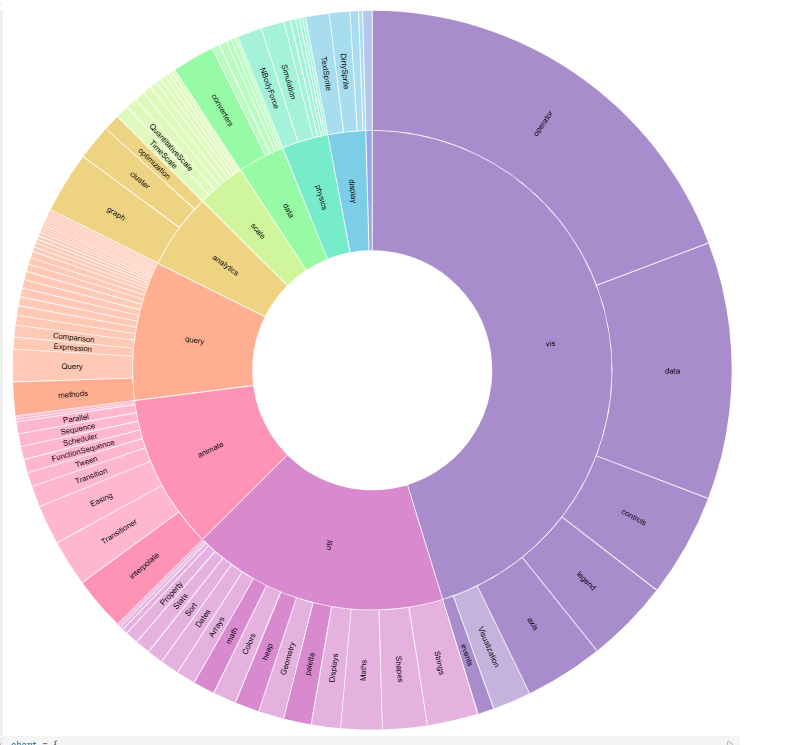 operator
data
controls
legend
axis
Visualization
events
vis
Strings
Shapes
Maths
Displays
palette
Geometry
heap
Colors
math
Arrays
Dates
Sort
Stats
Property
util
interpolate
Transitioner
Easing
Transition
Tween
FunctionSequence
Scheduler
Sequence
Parallel
animate
methods
Query
Expression
Comparison
query
graph
cluster
optimization
analytics
TimeScale
QuantitativeScale
scale
converters
data
NBodyForce
Simulation
physics
TextSprite
DirtySprite
display
chart = {